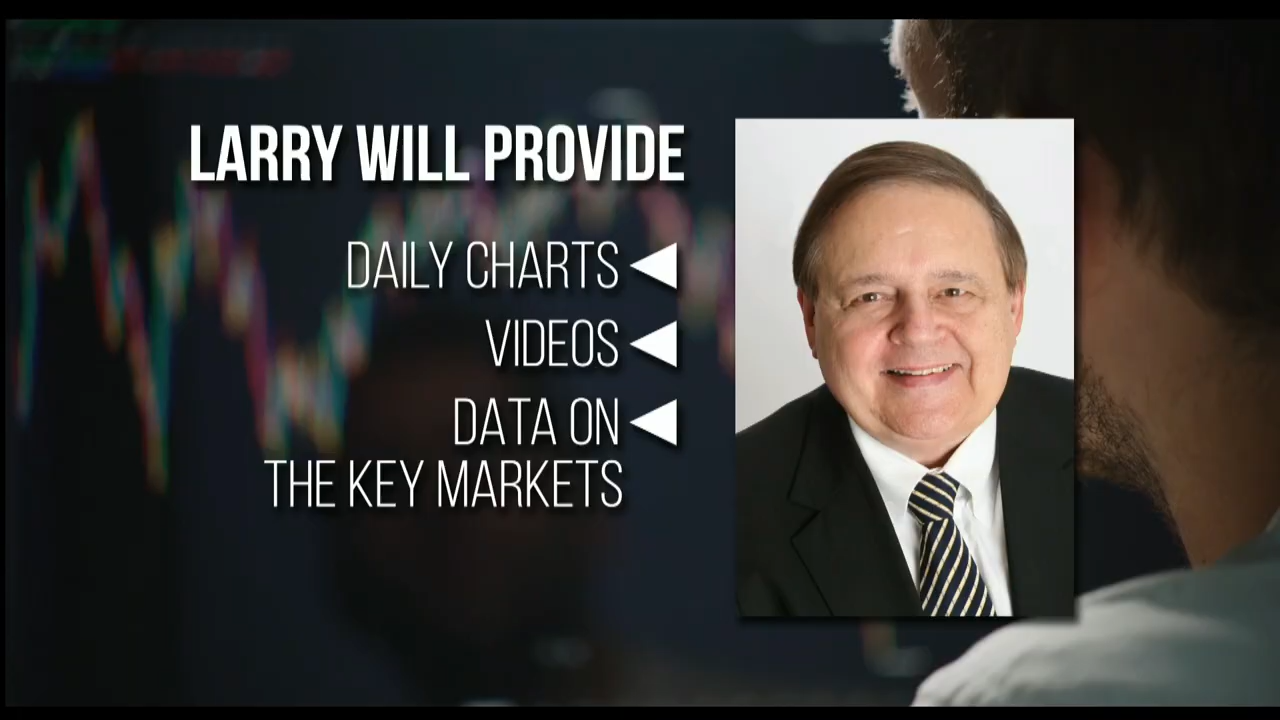 LARRY WILL PROVIDE
DAILY CHARTS
VIDEOS
DATA ON
THE KEY MARKETS